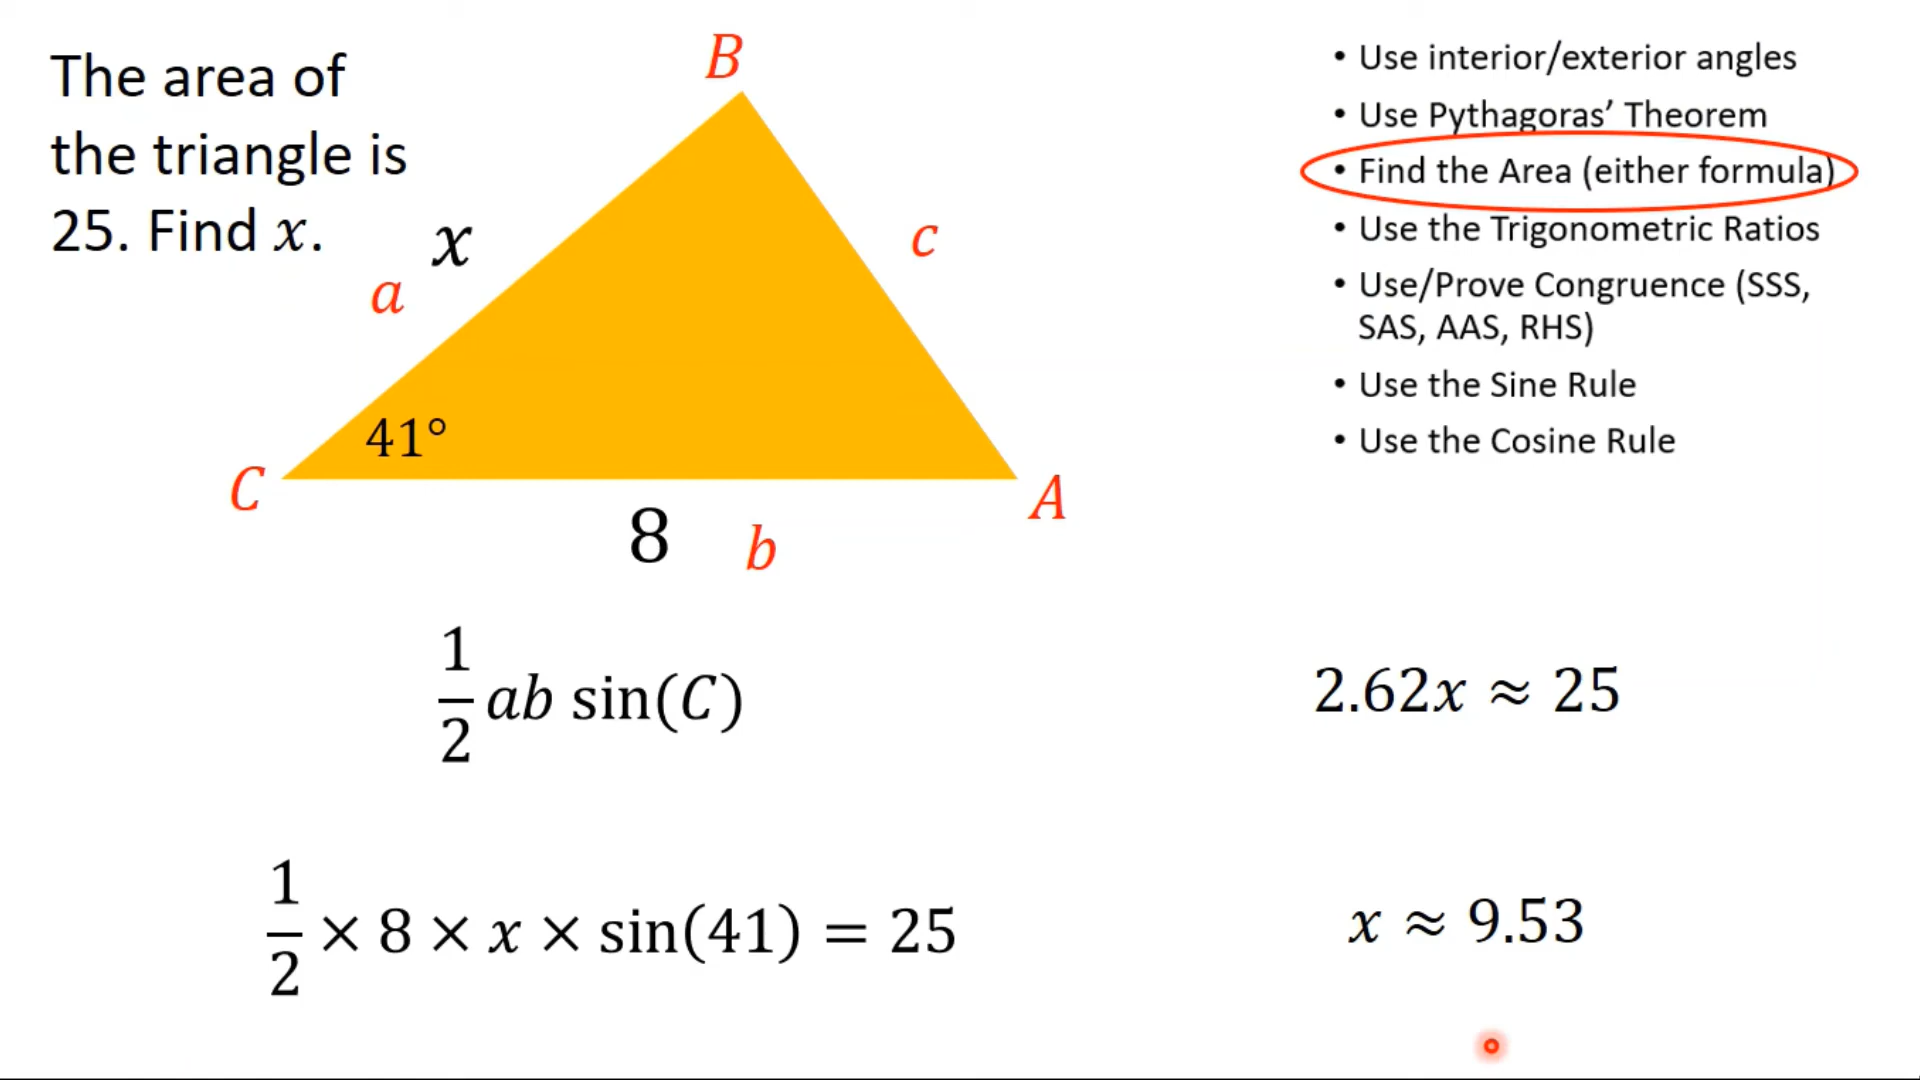 The area of
the triangle is
25. Find x.
B
x
a
c
41°
C
A
8
b
• Use interior/exterior angles
• Use Pythagoras’ Theorem
• Find the Area (either formula)
• Use the Trigonometric Ratios
• Use/Prove Congruence (SSS,
SAS, AAS, RHS)
• Use the Sine Rule
• Use the Cosine Rule
1/2 ab sin(C)
1/2 × 8 × x × sin(41) = 25
2.62x ≈ 25
x ≈ 9.53